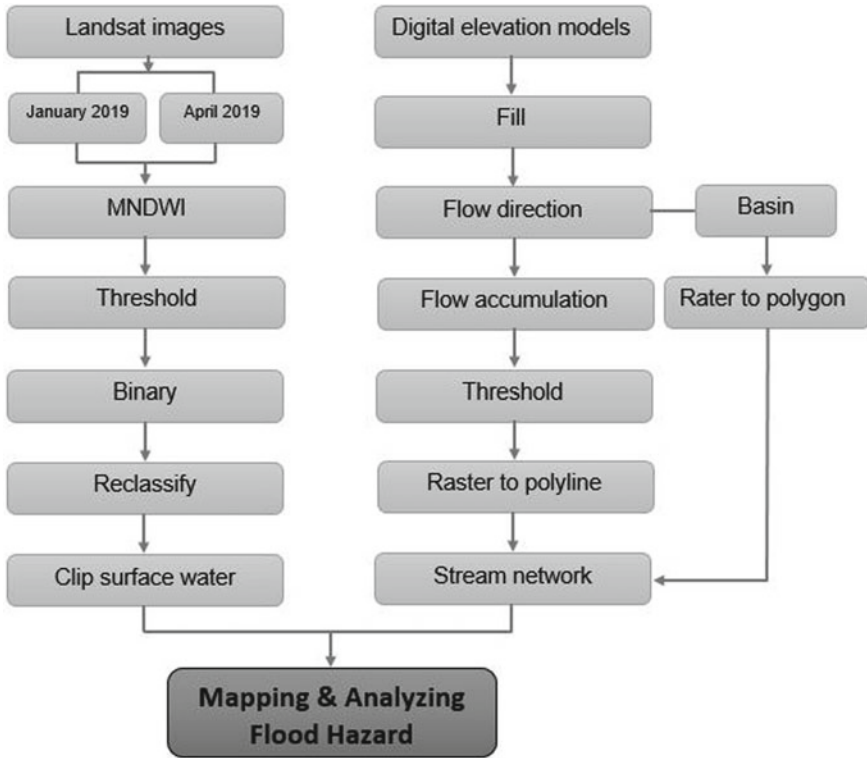 Landsat images
January 2019
April 2019
MNDWI
Threshold
Binary
Reclassify
Clip surface water
Digital elevation models
Fill
Flow direction
Basin
Flow accumulation
Rater to polygon
Threshold
Raster to polyline
Stream network
Mapping & Analyzing
Flood Hazard